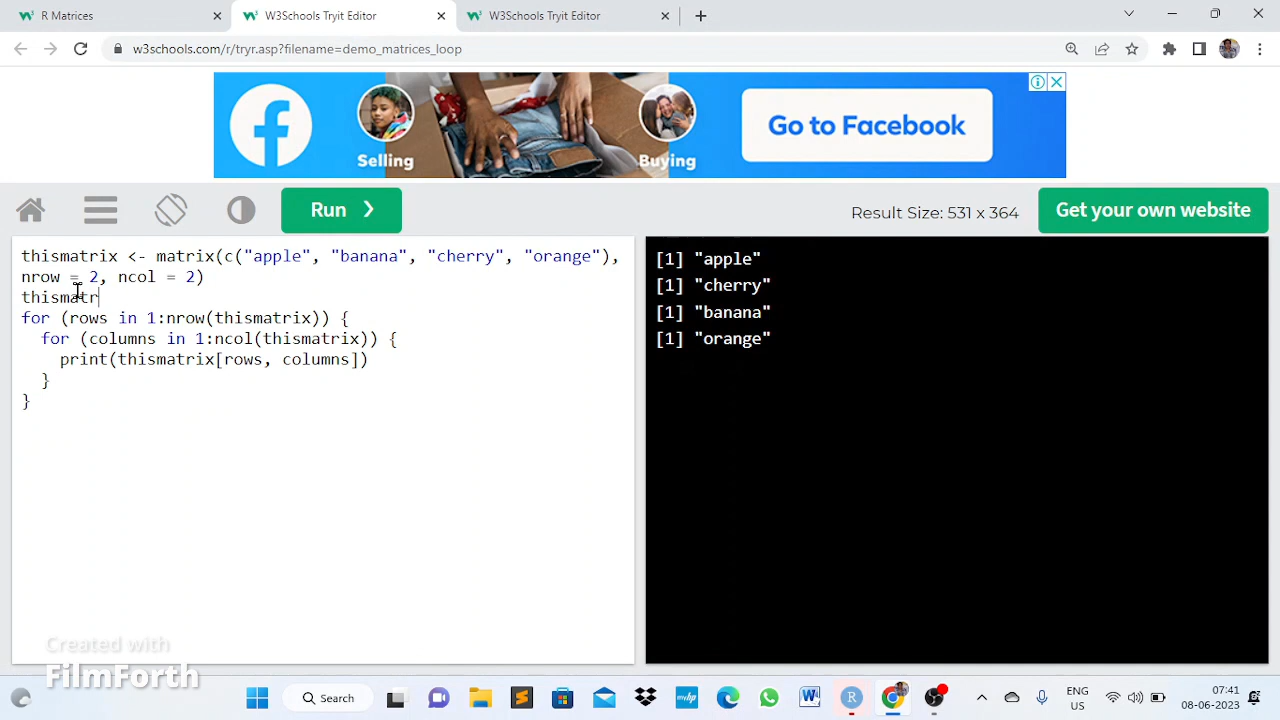 R Matrices
W3Schools Tryit Editor
W3Schools Tryit Editor
w3schools.com/r/tryr.asp?filename=demo_matrices_loop
Selling
Buying
Go to Facebook
Run ❯
Result Size: 531 x 364
Get your own website
thismatrix <- matrix(c("apple", "banana", "cherry", "orange"),
nrow = 2, ncol = 2)
thismatr
for (rows in 1:nrow(thismatrix)) {
for (columns in 1:ncol(thismatrix)) {
print(thismatrix[rows, columns])
}
}
[1] "apple"
[1] "cherry"
[1] "banana"
[1] "orange"
Created with
FilmForth
Search
ENG
US
07:41
08-06-2023